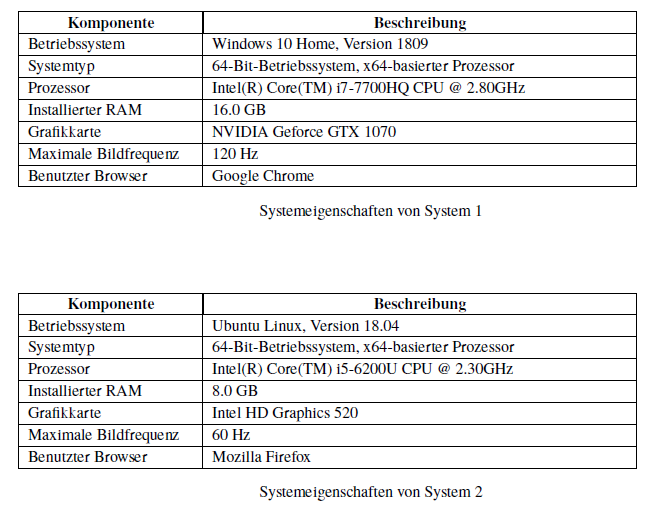 Komponente Beschreibung
Betriebssystem Windows 10 Home, Version 1809
Systemtyp 64-Bit-Betriebssystem, x64-basierter Prozessor
Prozessor Intel(R) Core(TM) i7-7700HQ CPU @ 2.80GHz
Installierter RAM 16.0 GB
Grafikkarte NVIDIA Geforce GTX 1070
Maximale Bildfrequenz 120 Hz
Benutzter Browser Google Chrome
Systemeigenschaften von System 1
Komponente Beschreibung
Betriebssystem Ubuntu Linux, Version 18.04
Systemtyp 64-Bit-Betriebssystem, x64-basierter Prozessor
Prozessor Intel(R) Core(TM) i5-6200U CPU @ 2.30GHz
Installierter RAM 8.0 GB
Grafikkarte Intel HD Graphics 520
Maximale Bildfrequenz 60 Hz
Benutzter Browser Mozilla Firefox
Systemeigenschaften von System 2